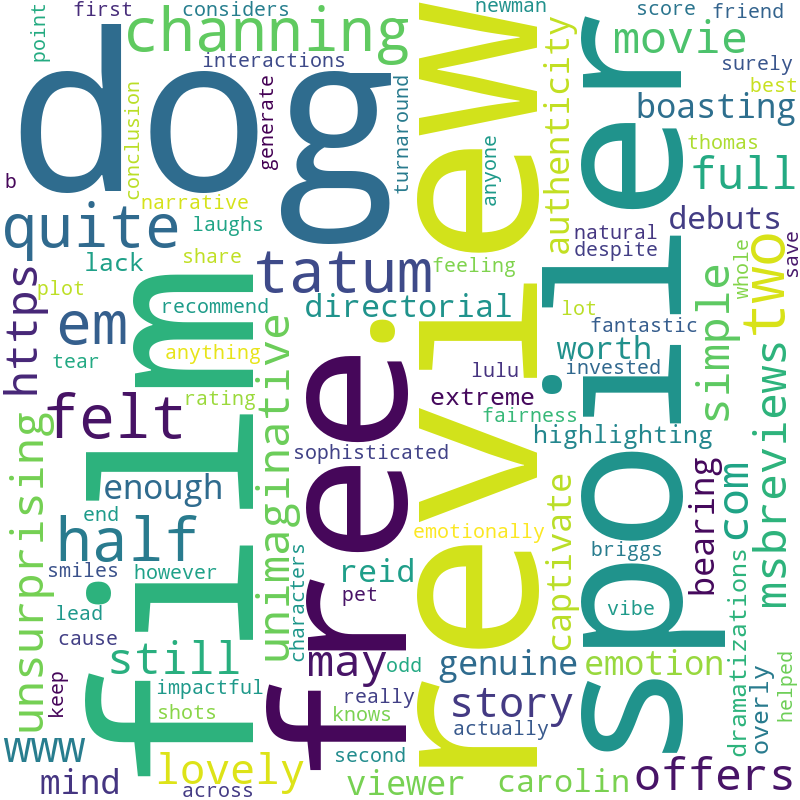 point
first
considers
newman
score
friend
channing
movie
interactions
surely
dog
review
spoiler
best
boasting
conclusion
generate
turnaround
anyone
authenticity
thomas
full
b
narrative
quite
laughs
debuts
natural
despite
share
lack
tatum
feeling
whole
two
save
plot
https
em
film
recommend
directorial
lot
fantastic
simple
tear
anything
free.
worth
invested
lulu
rating
felt
extreme
fairness
unimaginative
highlighting
msbreviews
sophisticated
unsurprising
enough
end
half
captivate
bearing
com
emotionally
briggs
smiles
however
reid
characters
pet
vibe
lead
cause
still
may
odd
genuine
emotion
dramatizations
overly
helped
keep
impactful
really
story
shots
knows
actually
www
second
lovely
mind
across
viewer
carolin
offers